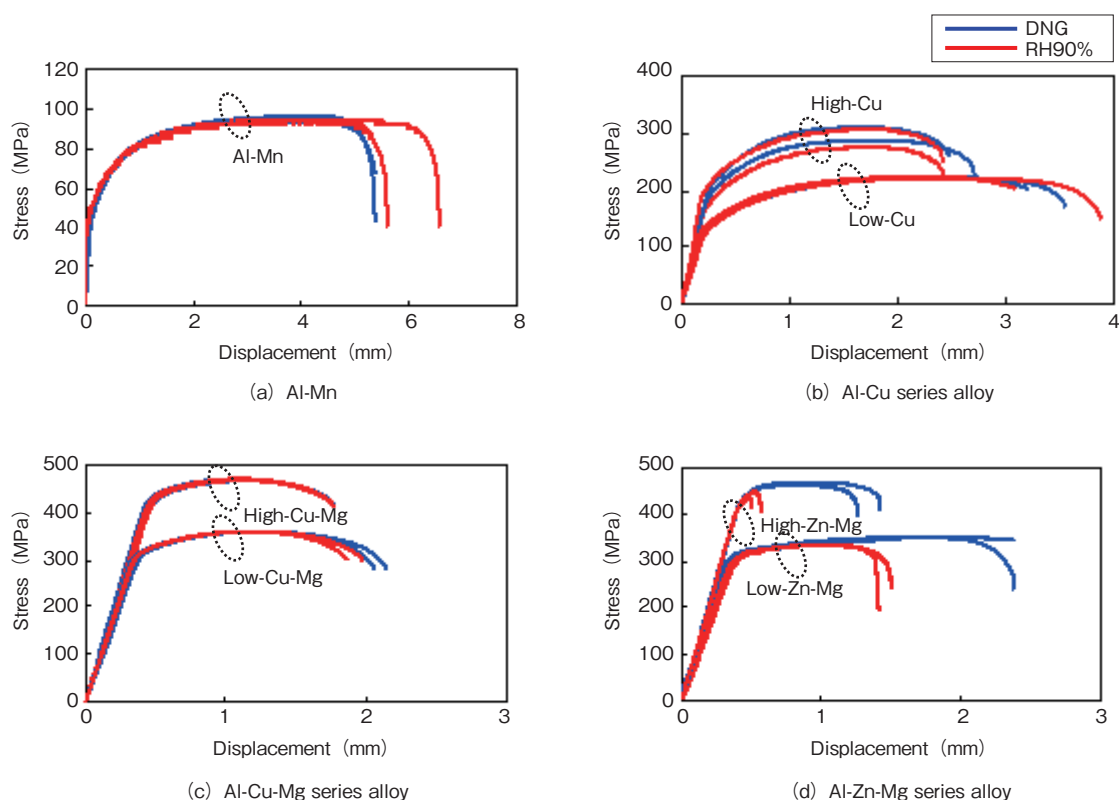 DNG
RH90%
120
100
80
60
40
20
0
Stress (MPa)
Al-Mn
0 2 4 6 8
Displacement (mm)
(a) Al-Mn
400
300
200
100
0
Stress (MPa)
High-Cu
Low-Cu
0 1 2 3 4
Displacement (mm)
(b) Al-Cu series alloy
500
400
300
200
100
0
Stress (MPa)
High-Cu-Mg
Low-Cu-Mg
0 1 2 3
Displacement (mm)
(c) Al-Cu-Mg series alloy
500
400
300
200
100
0
Stress (MPa)
High-Zn-Mg
Low-Zn-Mg
0 1 2 3
Displacement (mm)
(d) Al-Zn-Mg series alloy